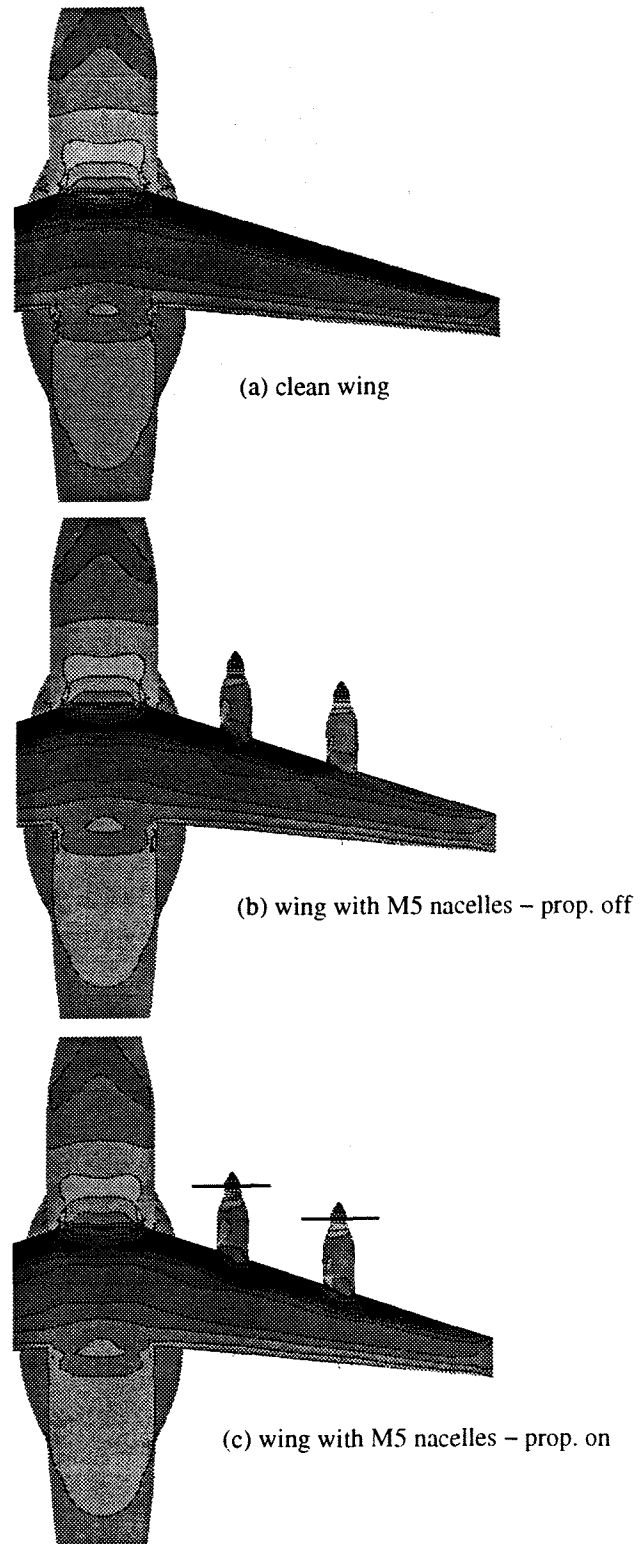 (a) clean wing
(b) wing with M5 nacelles – prop. off
(c) wing with M5 nacelles – prop. on